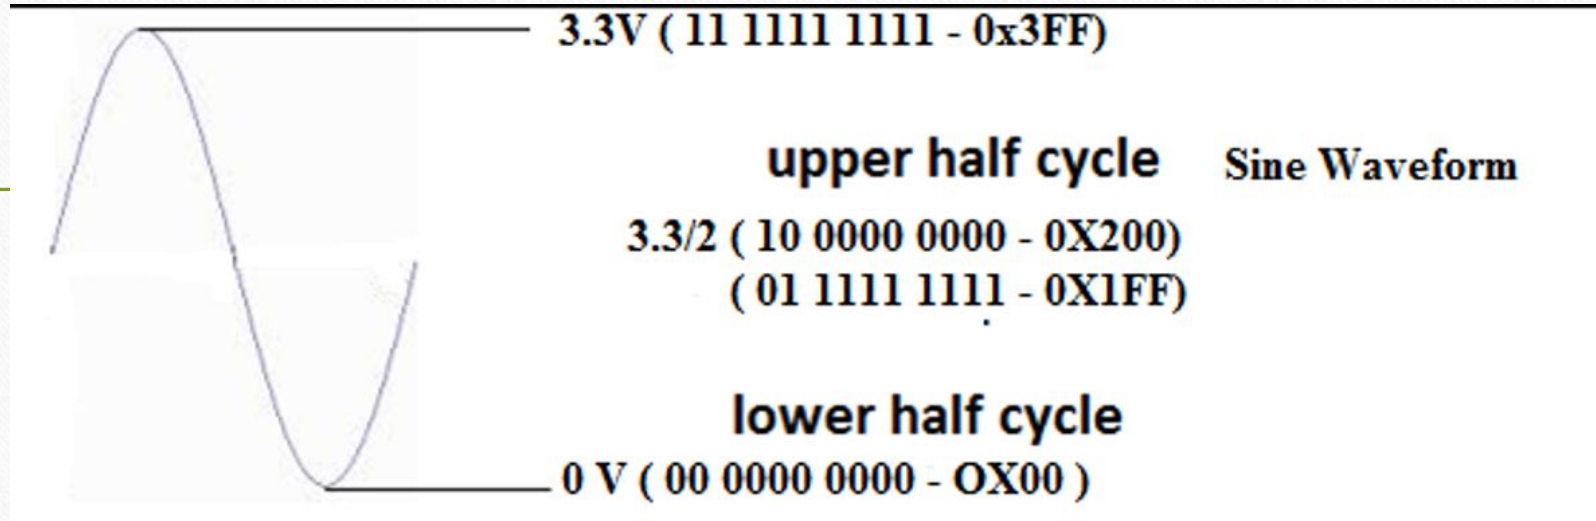 3.3V ( 11 1111 1111 - 0x3FF)
upper half cycle Sine Waveform
3.3/2 ( 10 0000 0000 - 0X200)
( 01 1111 1111 - 0X1FF)
lower half cycle
0 V ( 00 0000 0000 - OX00 )